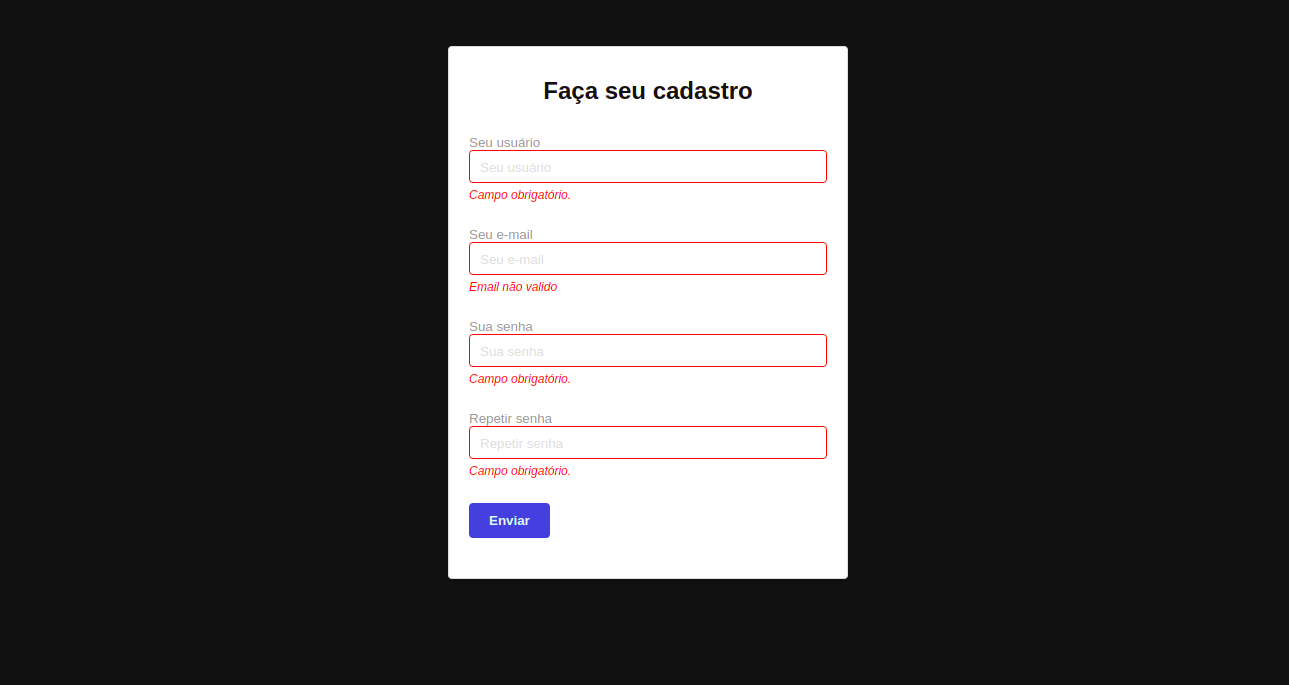 Faça seu cadastro
Seu usuário
Seu usuário
Campo obrigatório.
Seu e-mail
Seu e-mail
Email não valido
Sua senha
Sua senha
Campo obrigatório.
Repetir senha
Repetir senha
Campo obrigatório.
Enviar